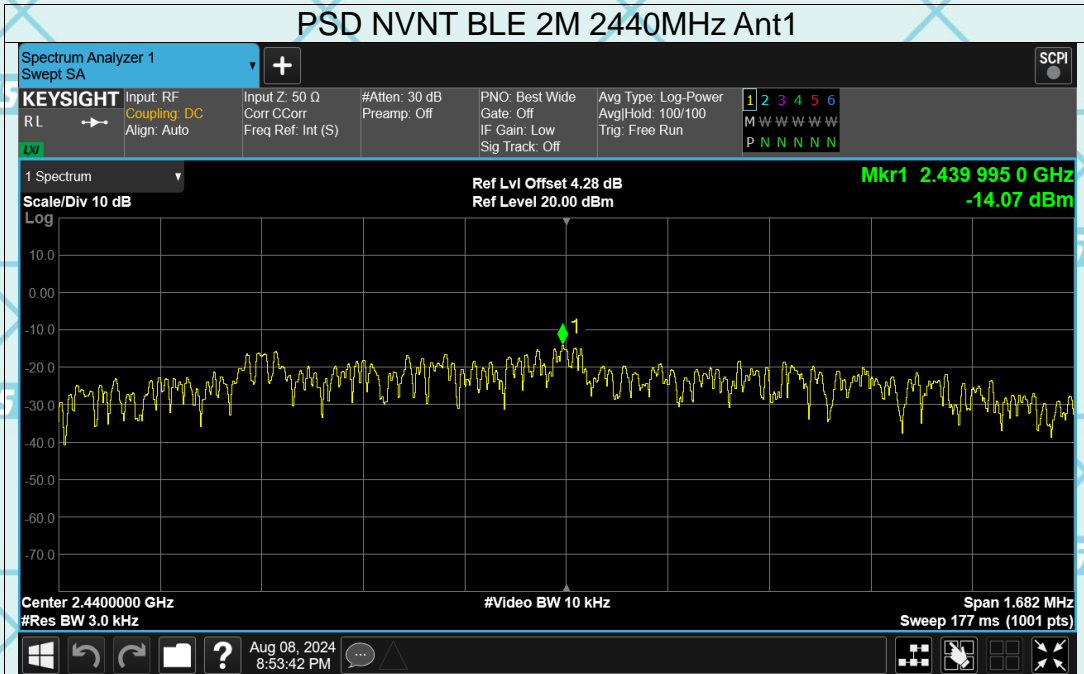 PSD NVNT BLE 2M 2440MHz Ant1
Spectrum Analyzer 1
Swept SA
SCPI
KEYSIGHT
RL
LXI
Input: RF
Coupling: DC
Align: Auto
Input Z: 50 Ω
Corr CCorr
Freq Ref: Int (S)
#Atten: 30 dB
Preamp: Off
PNO: Best Wide
Gate: Off
IF Gain: Low
Sig Track: Off
Avg Type: Log-Power
Avg|Hold: 100/100
Trig: Free Run
1 2 3 4 5 6
M W W W W W
P N N N N N
1 Spectrum
Scale/Div 10 dB
Log
Ref Lvl Offset 4.28 dB
Ref Level 20.00 dBm
Mkr1 2.439 995 0 GHz
-14.07 dBm
10.0
0.00
-10.0
-20.0
-30.0
-40.0
-50.0
-60.0
-70.0
1
Center 2.4400000 GHz
#Res BW 3.0 kHz
#Video BW 10 kHz
Span 1.682 MHz
Sweep 177 ms (1001 pts)
?
Aug 08, 2024
8:53:42 PM